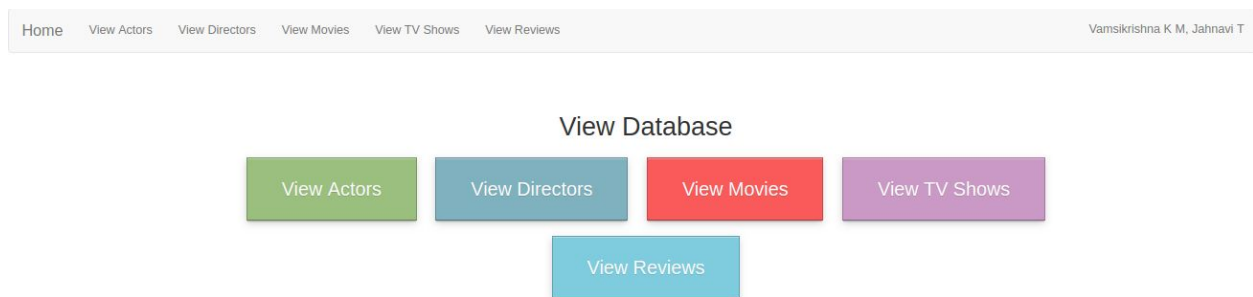 Home View Actors View Directors View Movies View TV Shows View Reviews Vamsikrishna K M, Jahnavi T
View Database
View Actors View Directors View Movies View TV Shows
View Reviews